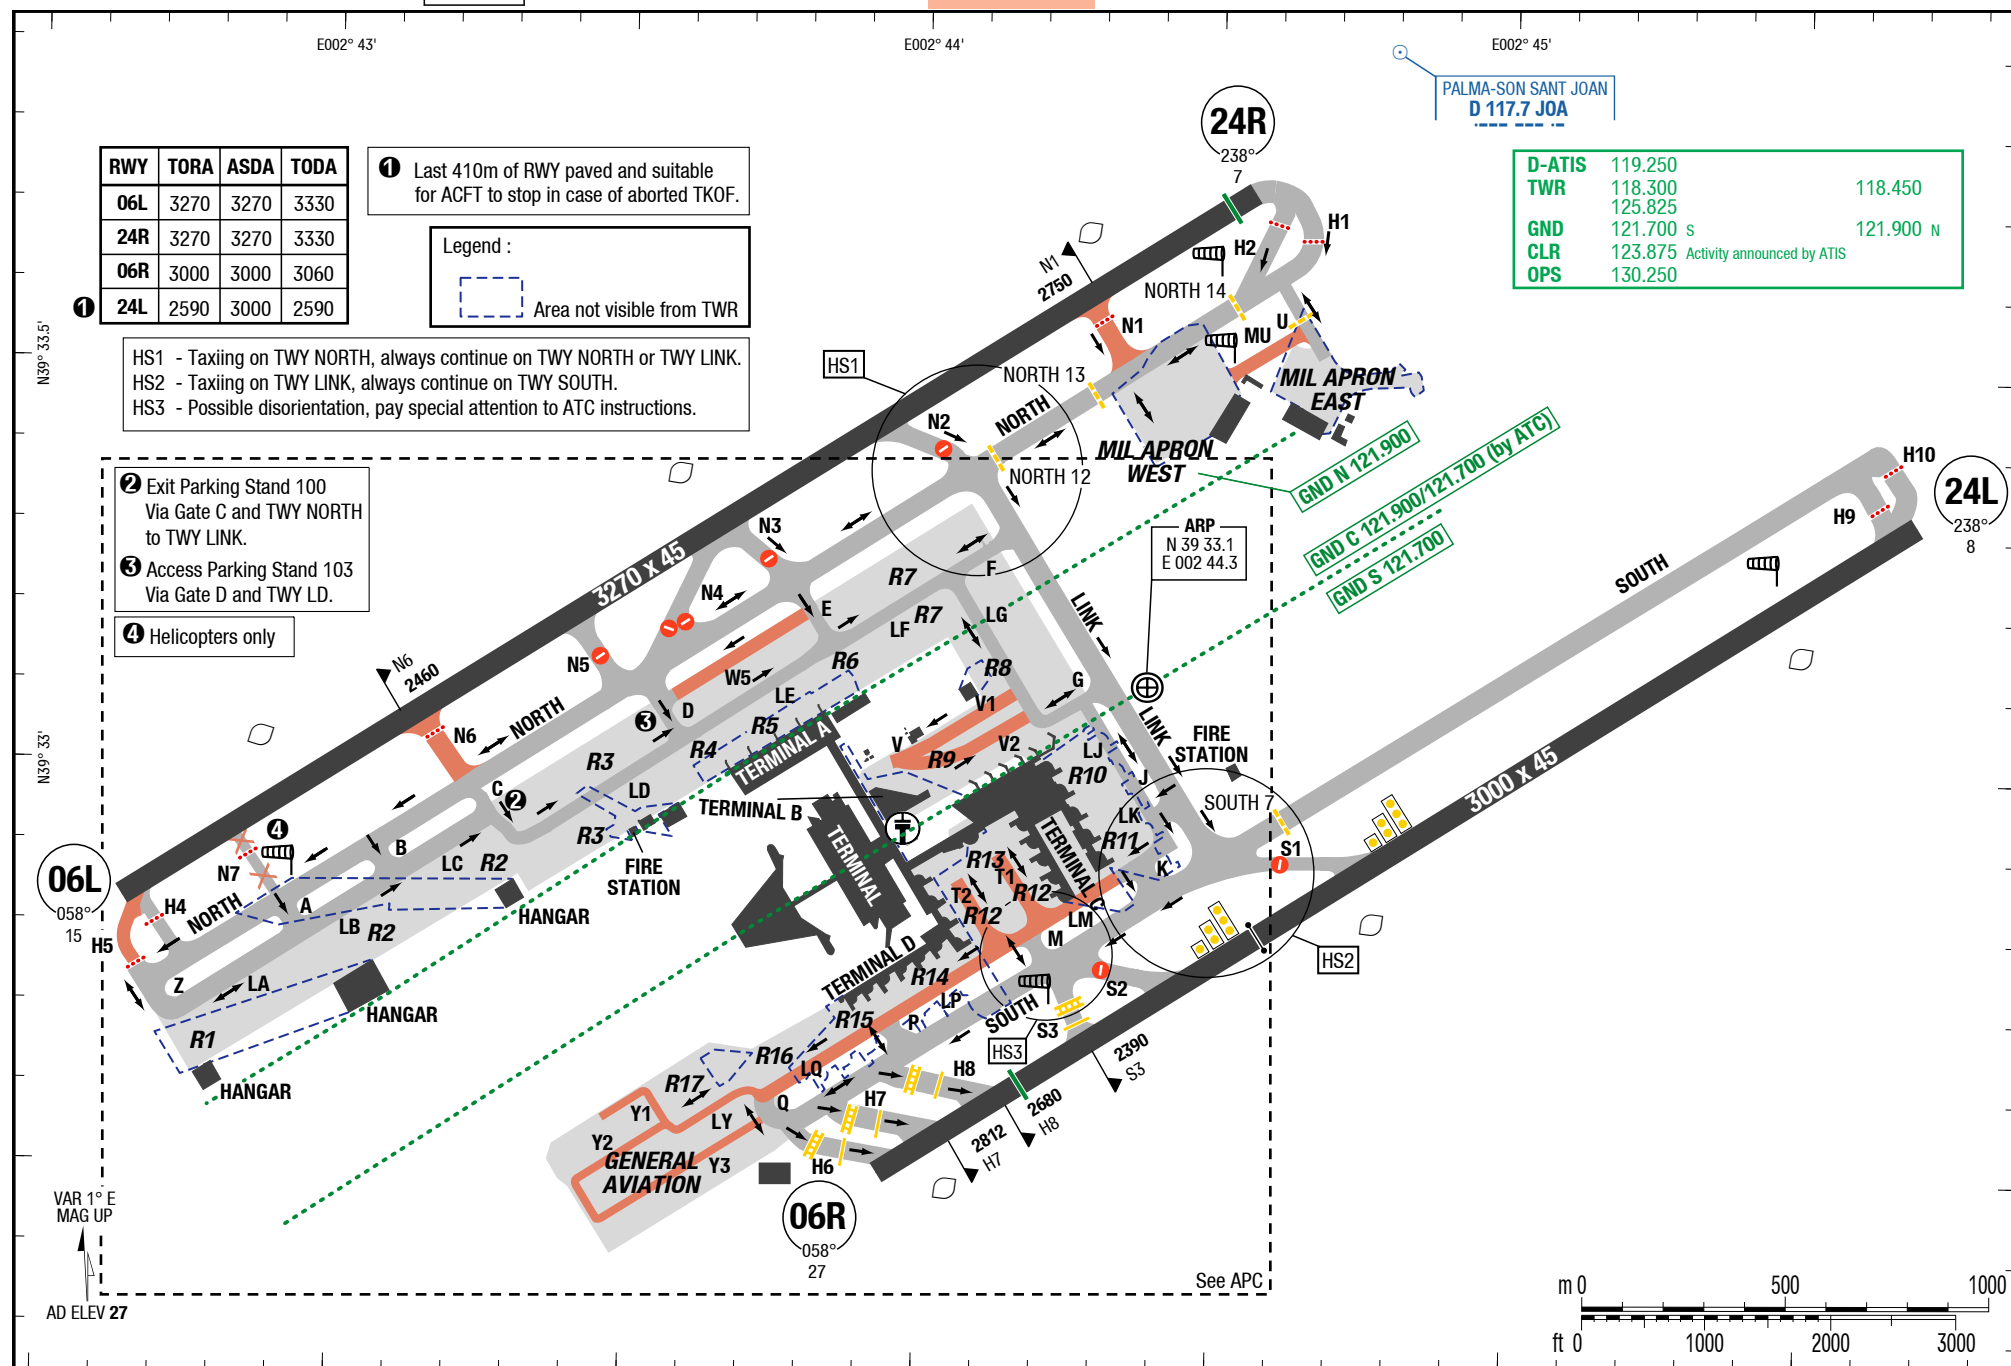 E002° 43'
E002° 44'
E002° 45'
PALMA-SON SANT JOAN
D 117.7 JOA
24R
238°
7
RWY TORA ASDA TODA
06L 3270 3270 3330
24R 3270 3270 3330
06R 3000 3000 3060
❶ 24L 2590 3000 2590
❶ Last 410m of RWY paved and suitable
for ACFT to stop in case of aborted TKOF.
Legend :
Area not visible from TWR
D-ATIS 119.250
TWR 118.300 118.450
125.825
GND 121.700 S 121.900 N
CLR 123.875 Activity announced by ATIS
OPS 130.250
HS1 - Taxiing on TWY NORTH, always continue on TWY NORTH or TWY LINK.
HS2 - Taxiing on TWY LINK, always continue on TWY SOUTH.
HS3 - Possible disorientation, pay special attention to ATC instructions.
N39° 33.5'
H1
H2
N1
2750
NORTH 14
N1
MU
U
HS1
NORTH 13
MIL APRON
EAST
N2
NORTH
MIL APRON
WEST
NORTH 12
GND N 121.900
GND C 121.900/121.700 (by ATC)
GND S 121.700
H10
24L
238°
8
H9
❷ Exit Parking Stand 100
Via Gate C and TWY NORTH
to TWY LINK.
❸ Access Parking Stand 103
Via Gate D and TWY LD.
❹ Helicopters only
N3
3270 x 45
N4
ARP
N 39 33.1
E 002 44.3
SOUTH
R7
F
E
R7
LF
LG
LINK
N5
N6
2460
W5
R6
R8
LE
G
V1
❸
D
NORTH
N6
R5
R4
TERMINAL A
V
V2
R9
LINK
FIRE
STATION
LJ
R10
J
N39° 33'
R3
C
❷
LD
TERMINAL B
LK
SOUTH 7
3000 x 45
R3
TERMINAL
TERMINAL
R11
❹
B
LC
R2
FIRE
STATION
R13
T1
S1
K
06L
058°
15
N7
H4
NORTH
A
T2
R12
R12
LM
HANGAR
LB
R2
H5
M
HS2
TERMINAL D
Z
LA
R14
S2
LP
HANGAR
R15
P
SOUTH
S3
R1
HS3
2390
S3
R16
LQ
H8
HANGAR
R17
Y1
Q
H7
2680
H8
LY
2812
H7
Y2
GENERAL
AVIATION
Y3
H6
06R
058°
27
VAR 1° E
MAG UP
AD ELEV 27
See APC
m 0 500 1000
ft 0 1000 2000 3000